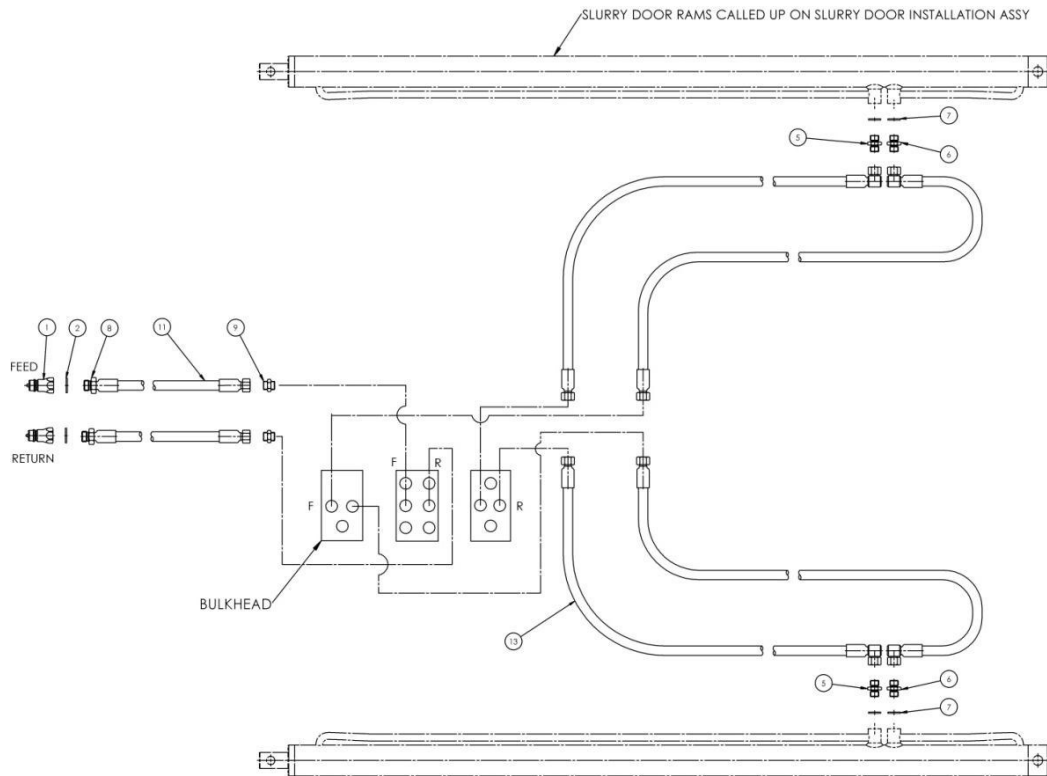 SLURRY DOOR RAMS CALLED UP ON SLURRY DOOR INSTALLATION ASSY
7
5
6
1
2
8
11
9
FEED
RETURN
F
R
F
R
BULKHEAD
13
5
6
7